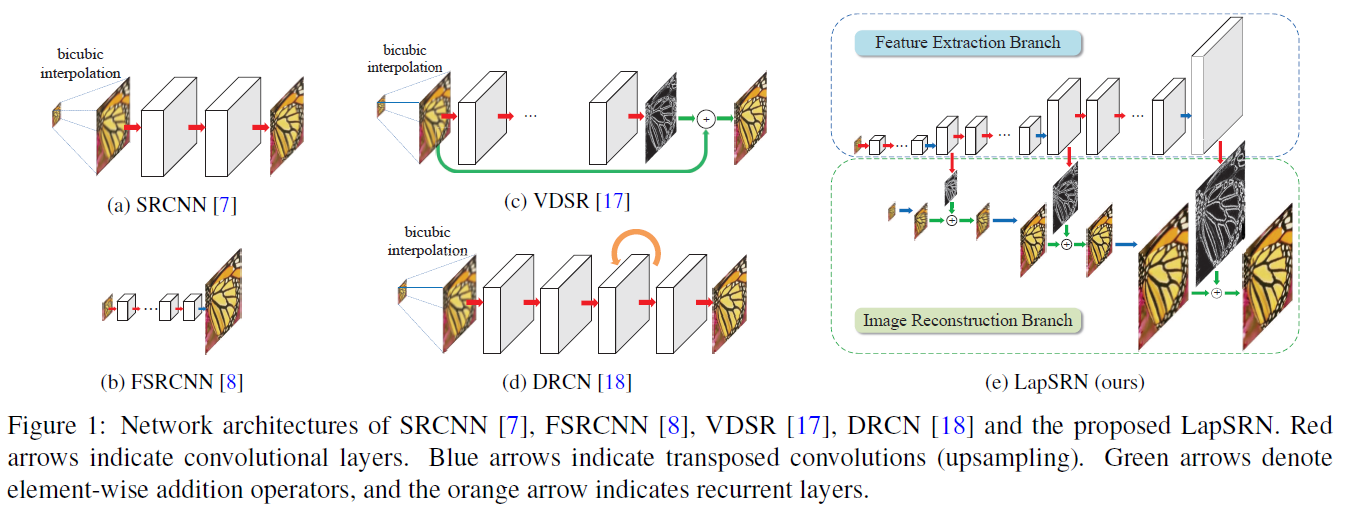 bicubic
interpolation
(a) SRCNN [7]
(b) FSRCNN [8]
bicubic
interpolation
...
(c) VDSR [17]
bicubic
interpolation
(d) DRCN [18]
Feature Extraction Branch
... ... ...
Image Reconstruction Branch
(e) LapSRN (ours)
Figure 1: Network architectures of SRCNN [7], FSRCNN [8], VDSR [17], DRCN [18] and the proposed LapSRN. Red
arrows indicate convolutional layers. Blue arrows indicate transposed convolutions (upsampling). Green arrows denote
element-wise addition operators, and the orange arrow indicates recurrent layers.